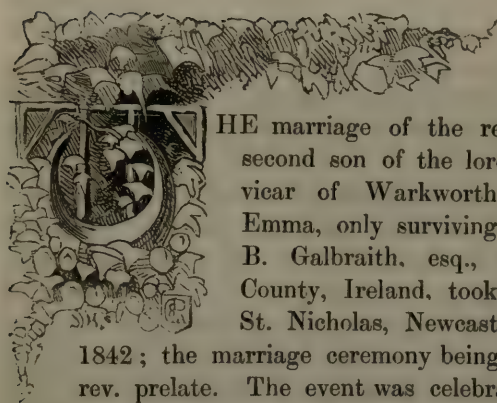 THE marriage of the re
second son of the lor
vicar of Warkworth
Emma, only surviving
B. Galbraith, esq.,
County, Ireland, took
St. Nicholas, Newcast
1842; the marriage ceremony being
rev. prelate. The event was celebr